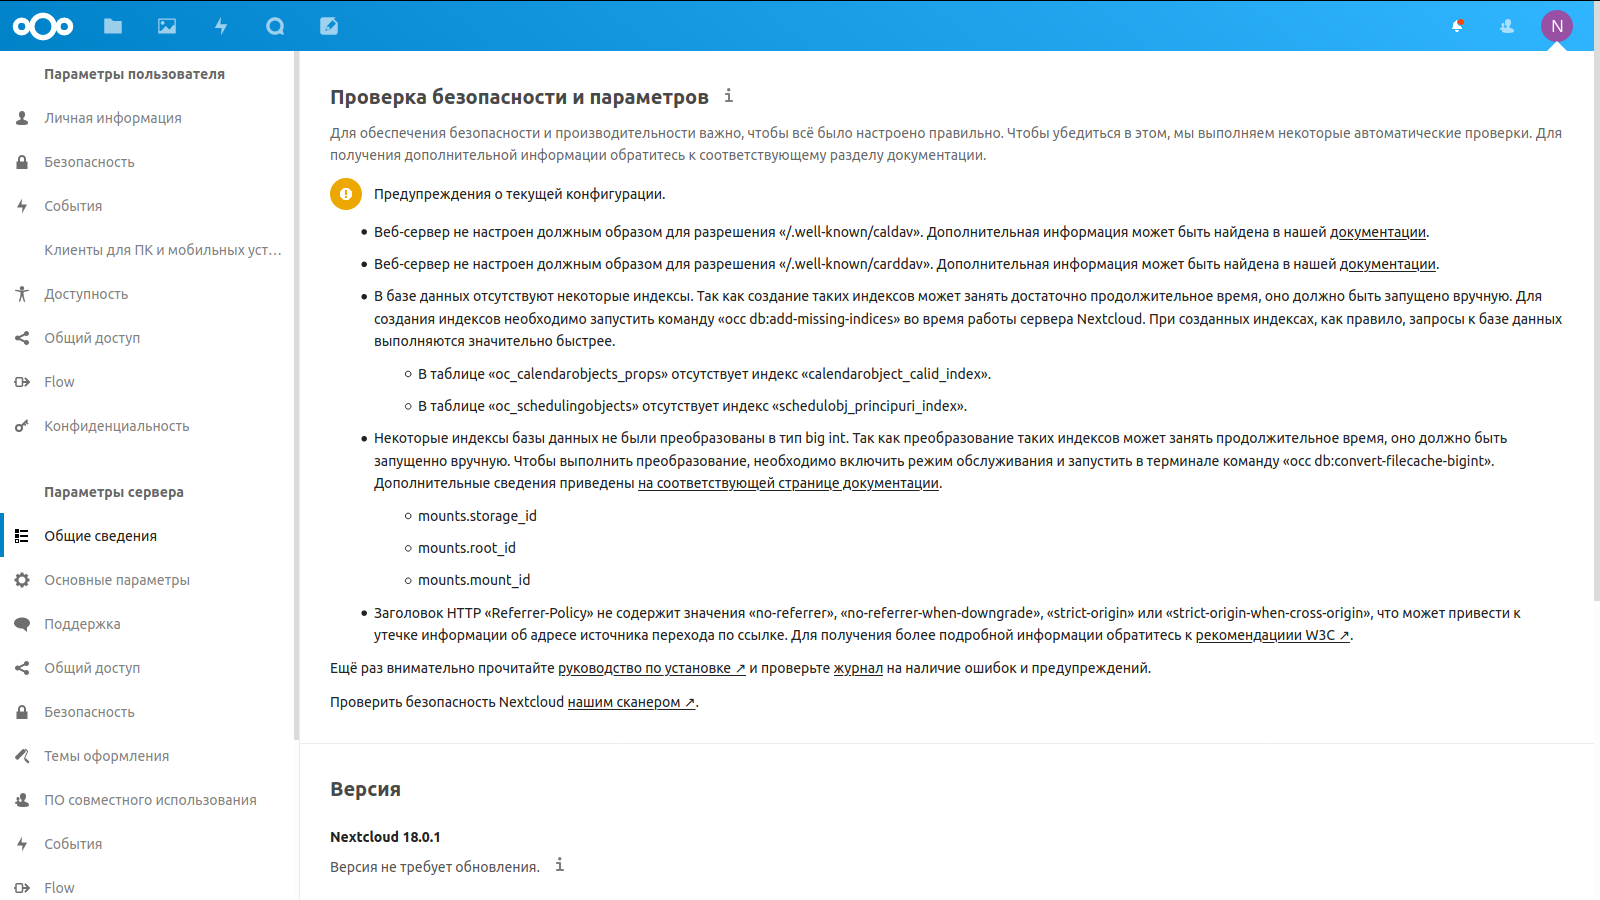 N
Параметры пользователя
Личная информация
Безопасность
События
Клиенты для ПК и мобильных уст…
Доступность
Общий доступ
Flow
Конфиденциальность
Параметры сервера
Общие сведения
Основные параметры
Поддержка
Общий доступ
Безопасность
Темы оформления
ПО совместного использования
События
Flow
Проверка безопасности и параметров
Для обеспечения безопасности и производительности важно, чтобы всё было настроено правильно. Чтобы убедиться в этом, мы выполняем некоторые автоматические проверки. Для
получения дополнительной информации обратитесь к соответствующему разделу документации.
Предупреждения о текущей конфигурации.
• Веб-сервер не настроен должным образом для разрешения «/.well-known/caldav». Дополнительная информация может быть найдена в нашей документации.
• Веб-сервер не настроен должным образом для разрешения «/.well-known/carddav». Дополнительная информация может быть найдена в нашей документации.
• В базе данных отсутствуют некоторые индексы. Так как создание таких индексов может занять достаточно продолжительное время, оно должно быть запущено вручную. Для
создания индексов необходимо запустить команду «occ db:add-missing-indices» во время работы сервера Nextcloud. При созданных индексах, как правило, запросы к базе данных
выполняются значительно быстрее.
◦ В таблице «oc_calendarobjects_props» отсутствует индекс «calendarobject_calid_index».
◦ В таблице «oc_schedulingobjects» отсутствует индекс «schedulobj_principuri_index».
• Некоторые индексы базы данных не были преобразованы в тип big int. Так как преобразование таких индексов может занять продолжительное время, оно должно быть
запущенно вручную. Чтобы выполнить преобразование, необходимо включить режим обслуживания и запустить в терминале команду «occ db:convert-filecache-bigint».
Дополнительные сведения приведены на соответствующей странице документации.
◦ mounts.storage_id
◦ mounts.root_id
◦ mounts.mount_id
• Заголовок HTTP «Referrer-Policy» не содержит значения «no-referrer», «no-referrer-when-downgrade», «strict-origin» или «strict-origin-when-cross-origin», что может привести к
утечке информации об адресе источника перехода по ссылке. Для получения более подробной информации обратитесь к рекомендациии W3C ↗.
Ещё раз внимательно прочитайте руководство по установке ↗ и проверьте журнал на наличие ошибок и предупреждений.
Проверить безопасность Nextcloud нашим сканером ↗.
Версия
Nextcloud 18.0.1
Версия не требует обновления.